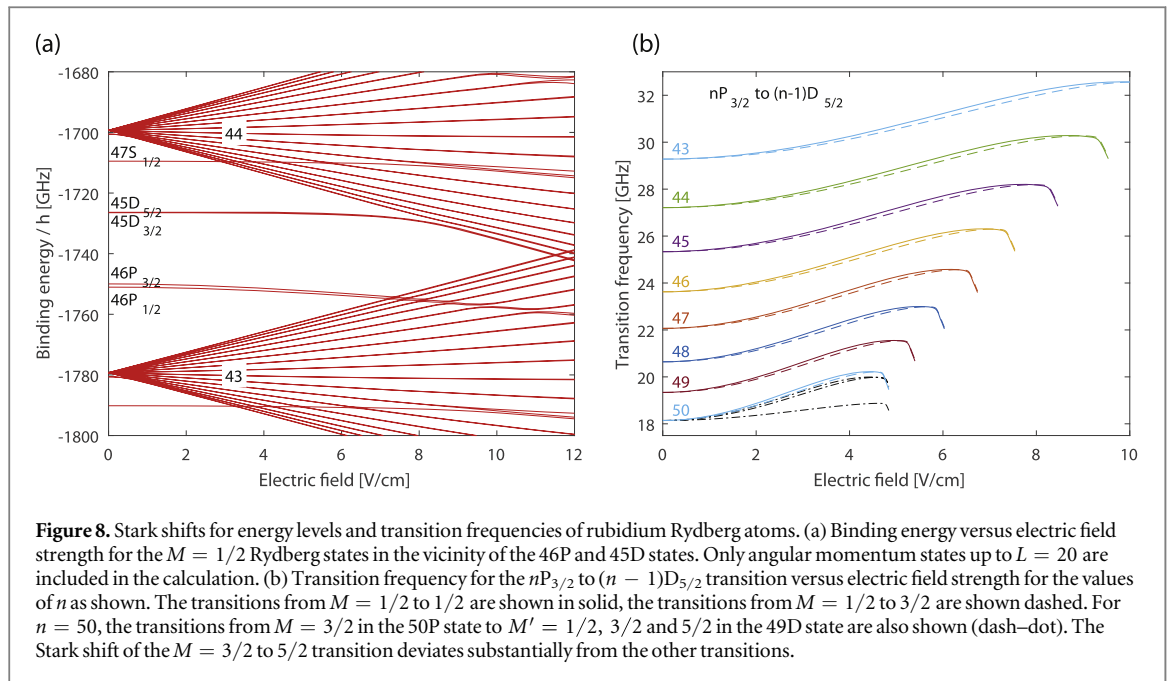 (a)
-1680
-1700
-1720
-1740
-1760
-1780
-1800
Binding energy / h [GHz]
44
47S 1/2
45D 5/2
45D 3/2
46P 3/2
46P 1/2
43
0 2 4 6 8 10 12
Electric field [V/cm]
(b)
32
30
28
26
24
22
20
18
Transition frequency [GHz]
nP 3/2 to (n-1)D 5/2
43
44
45
46
47
48
49
50
0 2 4 6 8 10
Electric field [V/cm]
Figure 8. Stark shifts for energy levels and transition frequencies of rubidium Rydberg atoms. (a) Binding energy versus electric field
strength for the M = 1/2 Rydberg states in the vicinity of the 46P and 45D states. Only angular momentum states up to L = 20 are
included in the calculation. (b) Transition frequency for the nP3/2 to (n − 1)D5/2 transition versus electric field strength for the values
of n as shown. The transitions from M = 1/2 to 1/2 are shown in solid, the transitions from M = 1/2 to 3/2 are shown dashed. For
n = 50, the transitions from M = 3/2 in the 50P state to M′ = 1/2, 3/2 and 5/2 in the 49D state are also shown (dash–dot). The
Stark shift of the M = 3/2 to 5/2 transition deviates substantially from the other transitions.